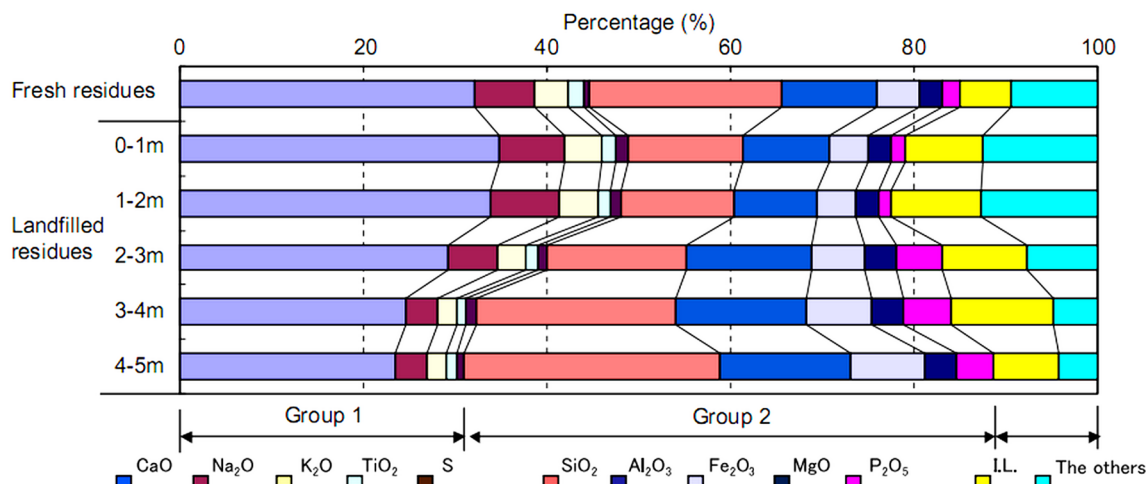 Percentage (%)
0 20 40 60 80 100
Fresh residues
0-1m
1-2m
Landfilled
residues
2-3m
3-4m
4-5m
Group 1 Group 2
CaO Na₂O K₂O TiO₂ S SiO₂ Al₂O₃ Fe₂O₃ MgO P₂O₅ I.L. The others